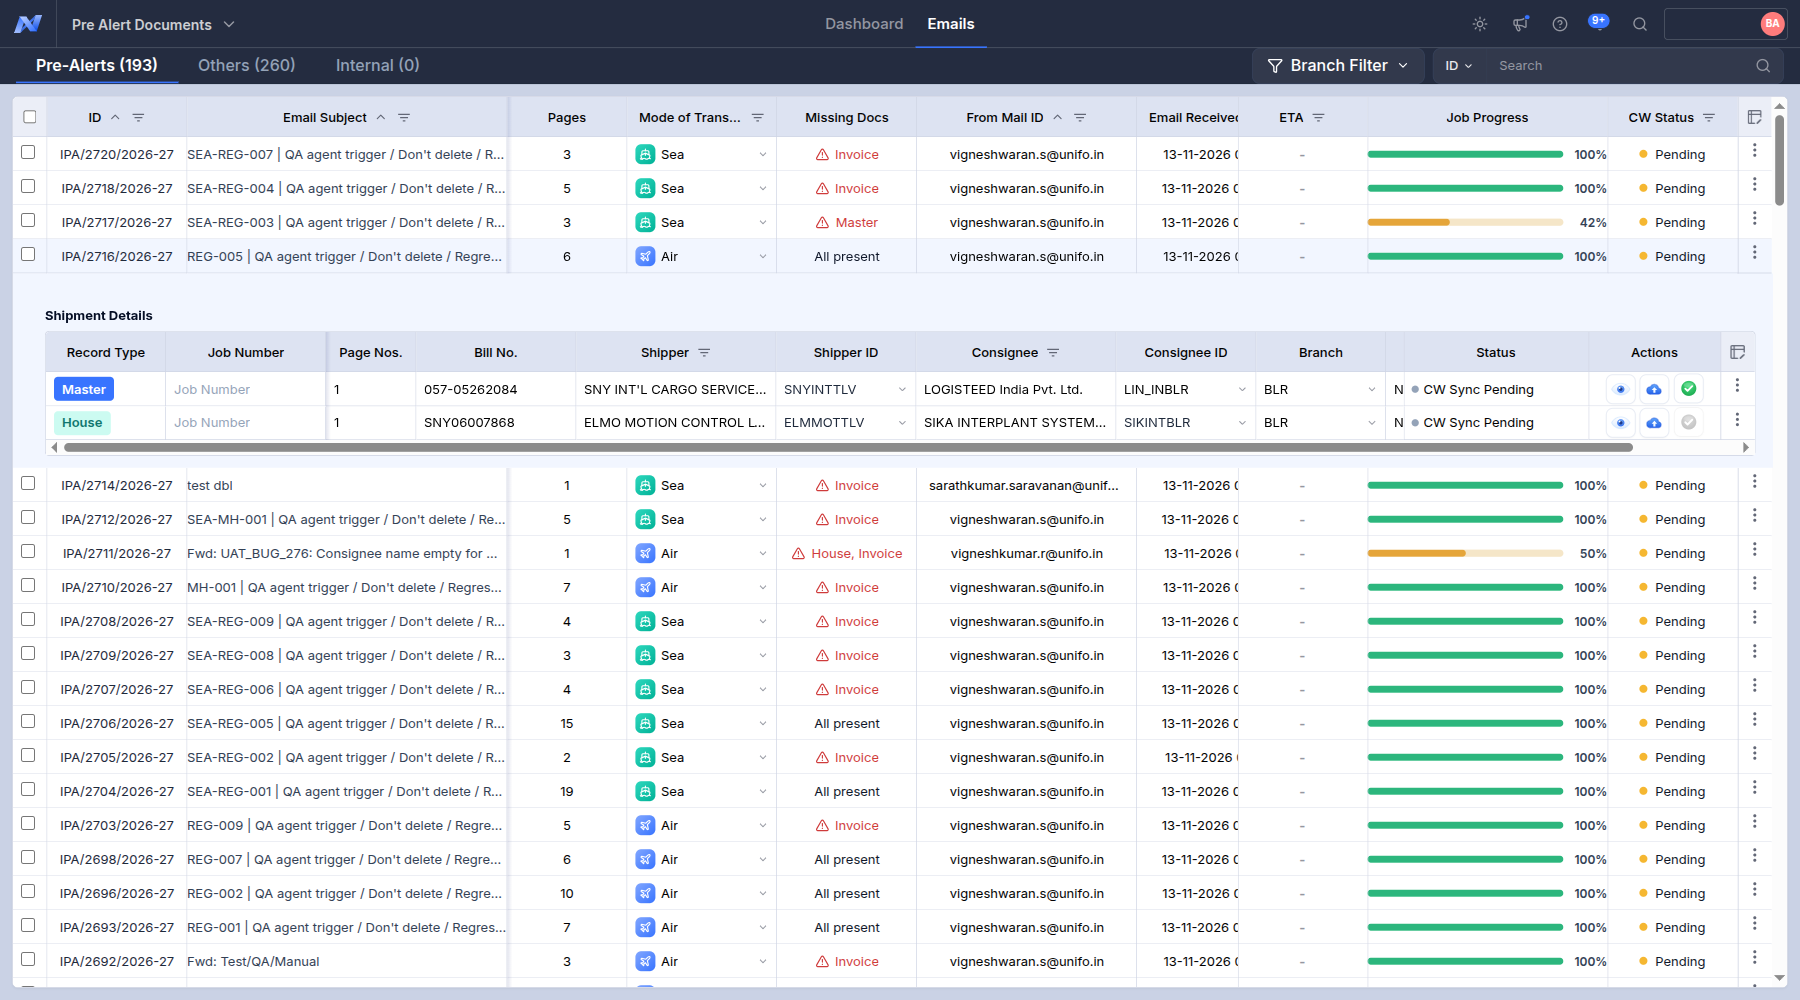 Pre Alert Documents Dashboard Emails 9+ BA
Pre-Alerts (193) Others (260) Internal (0) Branch Filter ID Search
ID Email Subject Pages Mode of Trans... Missing Docs From Mail ID Email Received ETA Job Progress CW Status
IPA/2720/2026-27 SEA-REG-007 | QA agent trigger / Don't delete / R... 3 Sea Invoice vigneshwaran.s@unifo.in 13-11-2026 - 100% Pending
IPA/2718/2026-27 SEA-REG-004 | QA agent trigger / Don't delete / R... 5 Sea Invoice vigneshwaran.s@unifo.in 13-11-2026 - 100% Pending
IPA/2717/2026-27 SEA-REG-003 | QA agent trigger / Don't delete / R... 3 Sea Master vigneshwaran.s@unifo.in 13-11-2026 - 42% Pending
IPA/2716/2026-27 REG-005 | QA agent trigger / Don't delete / Regre... 6 Air All present vigneshwaran.s@unifo.in 13-11-2026 - 100% Pending
Shipment Details
Record Type Job Number Page Nos. Bill No. Shipper Shipper ID Consignee Consignee ID Branch Status Actions
Master Job Number 1 057-05262084 SNY INT'L CARGO SERVICE... SNYINTTLV LOGISTEED India Pvt. Ltd. LIN_INBLR BLR N CW Sync Pending
House Job Number 1 SNY06007868 ELMO MOTION CONTROL L... ELMMOTTLV SIKA INTERPLANT SYSTEM... SIKINTBLR BLR N CW Sync Pending
IPA/2714/2026-27 test dbl 1 Sea Invoice sarathkumar.saravanan@unif... 13-11-2026 - 100% Pending
IPA/2712/2026-27 SEA-MH-001 | QA agent trigger / Don't delete / Re... 5 Sea Invoice vigneshwaran.s@unifo.in 13-11-2026 - 100% Pending
IPA/2711/2026-27 Fwd: UAT_BUG_276: Consignee name empty for ... 1 Air House, Invoice vigneshkumar.r@unifo.in 13-11-2026 - 50% Pending
IPA/2710/2026-27 MH-001 | QA agent trigger / Don't delete / Regres... 7 Air Invoice vigneshwaran.s@unifo.in 13-11-2026 - 100% Pending
IPA/2708/2026-27 SEA-REG-009 | QA agent trigger / Don't delete / R... 4 Sea Invoice vigneshwaran.s@unifo.in 13-11-2026 - 100% Pending
IPA/2709/2026-27 SEA-REG-008 | QA agent trigger / Don't delete / R... 3 Sea Invoice vigneshwaran.s@unifo.in 13-11-2026 - 100% Pending
IPA/2707/2026-27 SEA-REG-006 | QA agent trigger / Don't delete / R... 4 Sea Invoice vigneshwaran.s@unifo.in 13-11-2026 - 100% Pending
IPA/2706/2026-27 SEA-REG-005 | QA agent trigger / Don't delete / R... 15 Sea All present vigneshwaran.s@unifo.in 13-11-2026 - 100% Pending
IPA/2705/2026-27 SEA-REG-002 | QA agent trigger / Don't delete / R... 2 Sea Invoice vigneshwaran.s@unifo.in 13-11-2026 - 100% Pending
IPA/2704/2026-27 SEA-REG-001 | QA agent trigger / Don't delete / R... 19 Sea All present vigneshwaran.s@unifo.in 13-11-2026 - 100% Pending
IPA/2703/2026-27 REG-009 | QA agent trigger / Don't delete / Regre... 5 Air Invoice vigneshwaran.s@unifo.in 13-11-2026 - 100% Pending
IPA/2698/2026-27 REG-007 | QA agent trigger / Don't delete / Regre... 6 Air All present vigneshwaran.s@unifo.in 13-11-2026 - 100% Pending
IPA/2696/2026-27 REG-002 | QA agent trigger / Don't delete / Regre... 10 Air All present vigneshwaran.s@unifo.in 13-11-2026 - 100% Pending
IPA/2693/2026-27 REG-001 | QA agent trigger / Don't delete / Regres... 7 Air All present vigneshwaran.s@unifo.in 13-11-2026 - 100% Pending
IPA/2692/2026-27 Fwd: Test/QA/Manual 3 Air Invoice vigneshwaran.s@unifo.in 13-11-2026 - 100% Pending